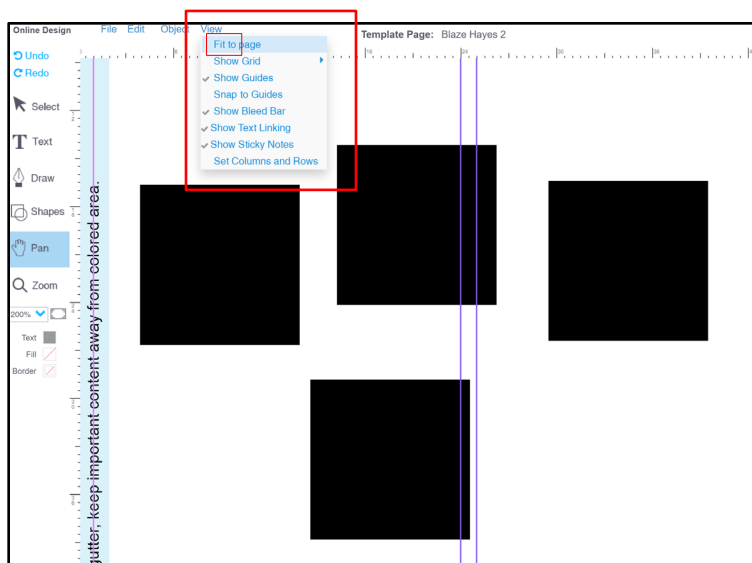 Online Design File Edit Object View Template Page: Blaze Hayes 2
Undo
Redo
Select
Text
Draw
Shapes
Pan
Zoom
200%
Text
Fill
Border
Fit to page
Show Grid
Show Guides
Snap to Guides
Show Bleed Bar
Show Text Linking
Show Sticky Notes
Set Columns and Rows
gutter, keep important content away from colored area.